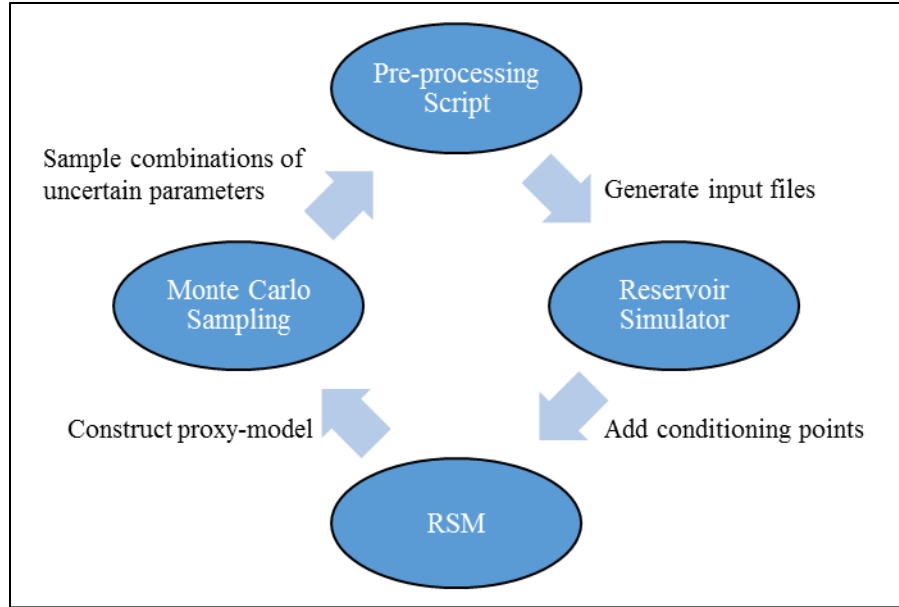 Pre-processing
Script
Sample combinations of
uncertain parameters
Generate input files
Monte Carlo
Sampling
Reservoir
Simulator
Construct proxy-model
Add conditioning points
RSM